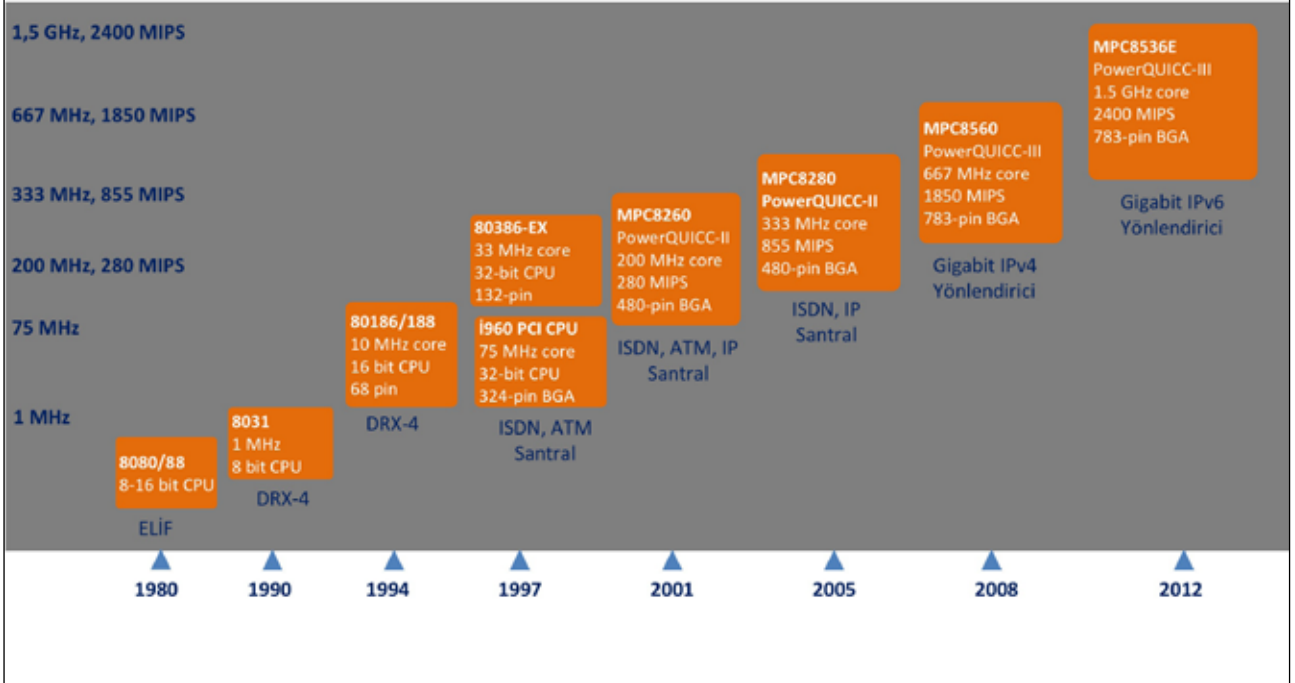 1,5 GHz, 2400 MIPS
667 MHz, 1850 MIPS
333 MHz, 855 MIPS
200 MHz, 280 MIPS
75 MHz
1 MHz
8080/88
8-16 bit CPU
ELİF
8031
1 MHz
8 bit CPU
DRX-4
80186/188
10 MHz core
16 bit CPU
68 pin
DRX-4
80386-EX
33 MHz core
32-bit CPU
132-pin
İ960 PCI CPU
75 MHz core
32-bit CPU
324-pin BGA
ISDN, ATM
Santral
MPC8260
PowerQUICC-II
200 MHz core
280 MIPS
480-pin BGA
ISDN, ATM, IP
Santral
MPC8280
PowerQUICC-II
333 MHz core
855 MIPS
480-pin BGA
ISDN, IP
Santral
MPC8560
PowerQUICC-III
667 MHz core
1850 MIPS
783-pin BGA
Gigabit IPv4
Yönlendirici
MPC8536E
PowerQUICC-III
1.5 GHz core
2400 MIPS
783-pin BGA
Gigabit IPv6
Yönlendirici
1980
1990
1994
1997
2001
2005
2008
2012